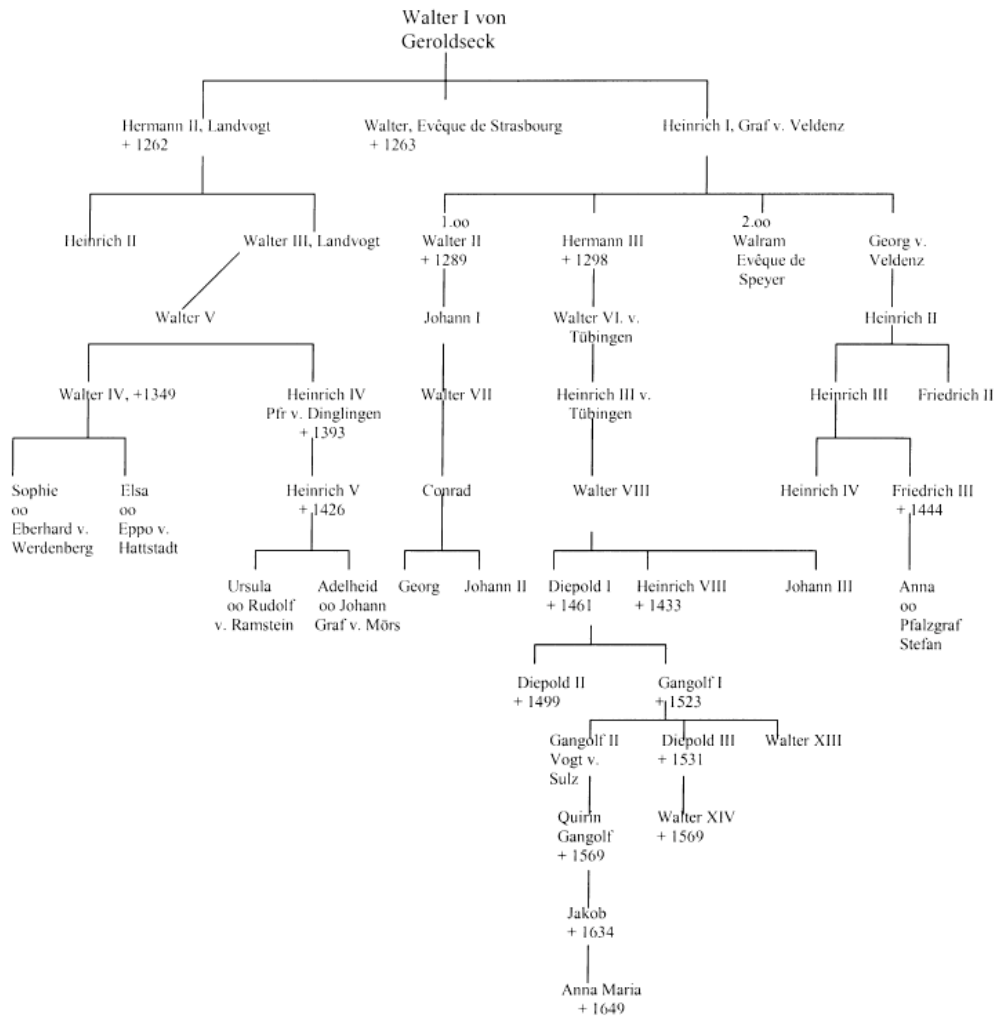 Walter I von
Geroldseck
Hermann II, Landvogt
+ 1262
Walter, Evêque de Strasbourg
+ 1263
Heinrich I, Graf v. Veldenz
Heinrich II
Walter III, Landvogt
1.oo
Walter II
+ 1289
Hermann III
+ 1298
2.oo
Walram
Evêque de
Speyer
Georg v.
Veldenz
Walter V
Johann I
Walter VI. v.
Tübingen
Heinrich II
Walter IV, +1349
Heinrich IV
Pfr v. Dinglingen
+ 1393
Walter VII
Heinrich III v.
Tübingen
Heinrich III
Friedrich II
Sophie
oo
Eberhard v.
Werdenberg
Elsa
oo
Eppo v.
Hattstadt
Heinrich V
+ 1426
Conrad
Walter VIII
Heinrich IV
Friedrich III
+ 1444
Ursula
oo Rudolf
v. Ramstein
Adelheid
oo Johann
Graf v. Mörs
Georg
Johann II
Diepold I
+ 1461
Heinrich VIII
+ 1433
Johann III
Anna
oo
Pfalzgraf
Stefan
Diepold II
+ 1499
Gangolf I
+ 1523
Gangolf II
Vogt v.
Sulz
Diepold III
+ 1531
Walter XIII
Quirin
Gangolf
+ 1569
Walter XIV
+ 1569
Jakob
+ 1634
Anna Maria
+ 1649